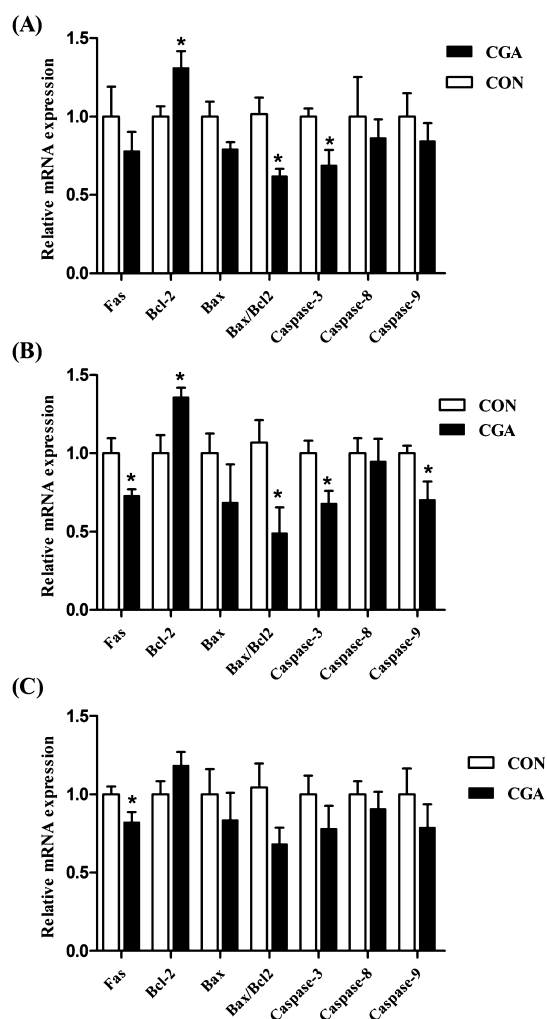 (A)
Relative mRNA expression
1.5
1.0
0.5
0.0
*
*
*
CGA
CON
Fas
Bcl-2
Bax
Bax/Bcl2
Caspase-3
Caspase-8
Caspase-9
(B)
Relative mRNA expression
1.5
1.0
0.5
0.0
*
*
*
*
*
CON
CGA
Fas
Bcl-2
Bax
Bax/Bcl2
Caspase-3
Caspase-8
Caspase-9
(C)
Relative mRNA expression
1.5
1.0
0.5
0.0
*
CON
CGA
Fas
Bcl-2
Bax
Bax/Bcl2
Caspase-3
Caspase-8
Caspase-9